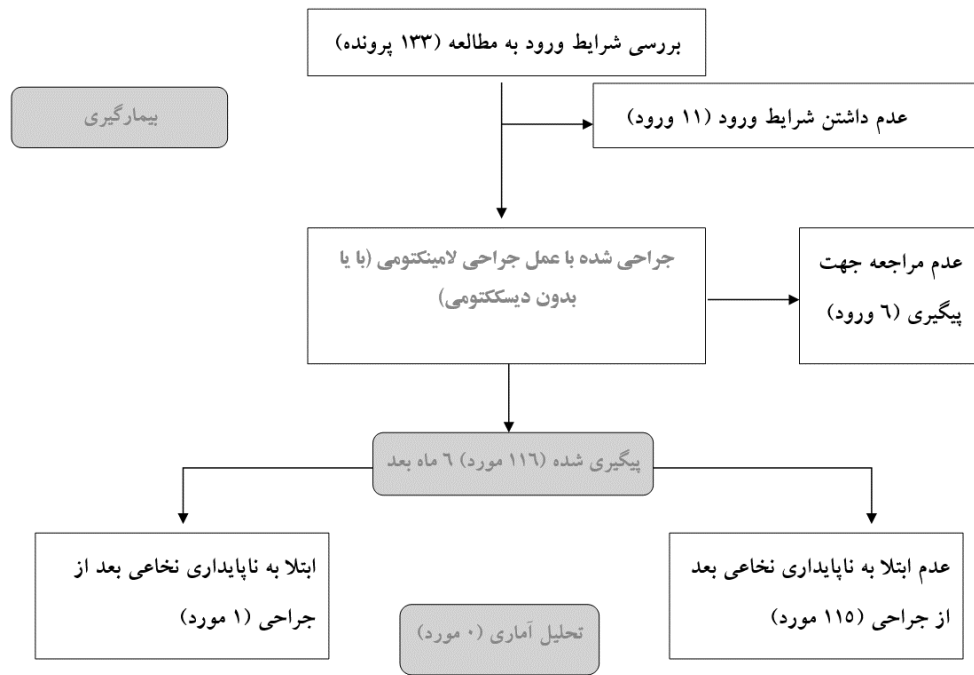 بررسی شرایط ورود به مطالعه (۱۳۳ پرونده)
بیمارگیری
عدم داشتن شرایط ورود (۱۱ ورود)
جراحی شده با عمل جراحی لامینکتومی (با یا
بدون دیسککتومی)
عدم مراجعه جهت
پیگیری (٦ ورود)
پیگیری شده (۱۱٦ مورد) ٦ ماه بعد
عدم ابتلا به ناپایداری نخاعی بعد
از جراحی (۱۱٥ مورد)
ابتلا به ناپایداری نخاعی بعد از
جراحی (۱ مورد)
تحلیل آماری (۰ مورد)